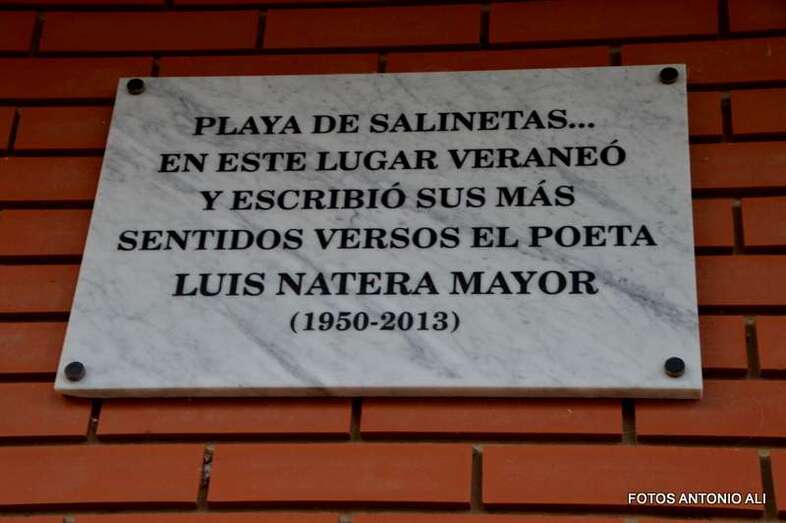 PLAYA DE SALINETAS...
EN ESTE LUGAR VERANEÓ
Y ESCRIBIÓ SUS MÁS
SENTIDOS VERSOS EL POETA
LUIS NATERA MAYOR
(1950-2013)
FOTOS ANTONIO ALI